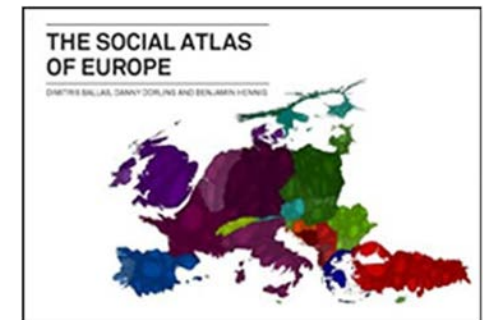 THE SOCIAL ATLAS
OF EUROPE
DIMITRIS BALLAS, DANNY DORLING AND BENJAMIN HENNIG